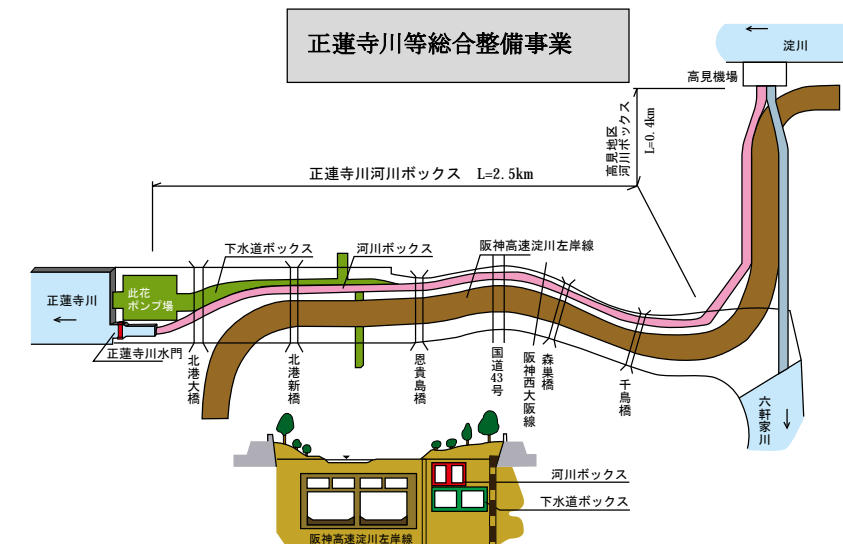 正蓮寺川等総合整備事業
淀川
高見機場
高見地区
河川ボックス
L=0.4km
正連寺川河川ボックス L=2.5km
下水道ボックス
河川ボックス
阪神高速淀川左岸線
正蓮寺川
此花
ポンプ場
正蓮寺川水門
北港大橋
北港新橋
恩貴島橋
国道43号
阪神西大阪線
森巣橋
千鳥橋
六軒家川
河川ボックス
下水道ボックス
阪神高速淀川左岸線